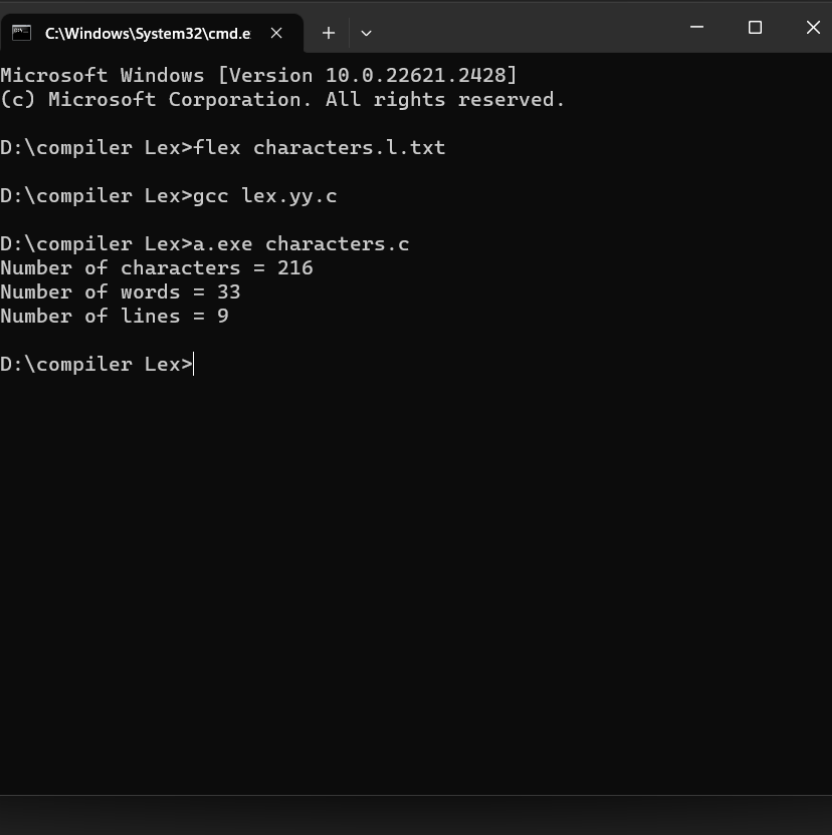 C:\Windows\System32\cmd.e
Microsoft Windows [Version 10.0.22621.2428]
(c) Microsoft Corporation. All rights reserved.
D:\compiler Lex>flex characters.l.txt
D:\compiler Lex>gcc lex.yy.c
D:\compiler Lex>a.exe characters.c
Number of characters = 216
Number of words = 33
Number of lines = 9
D:\compiler Lex>